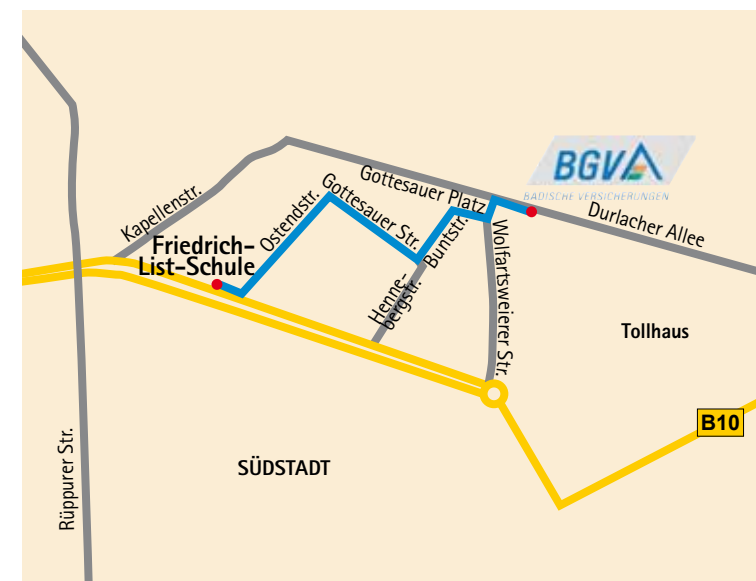 BGV
BADISCHE VERSICHERUNGEN
Gottesauer Platz
Durlacher Allee
Kapellenstr.
Ostendstr.
Gottesauer Str.
Buntstr.
Friedrich-
List-Schule
Henne-
bergstr.
Wolfartsweierer Str.
Tollhaus
B10
SÜDSTADT
Rüppurer Str.